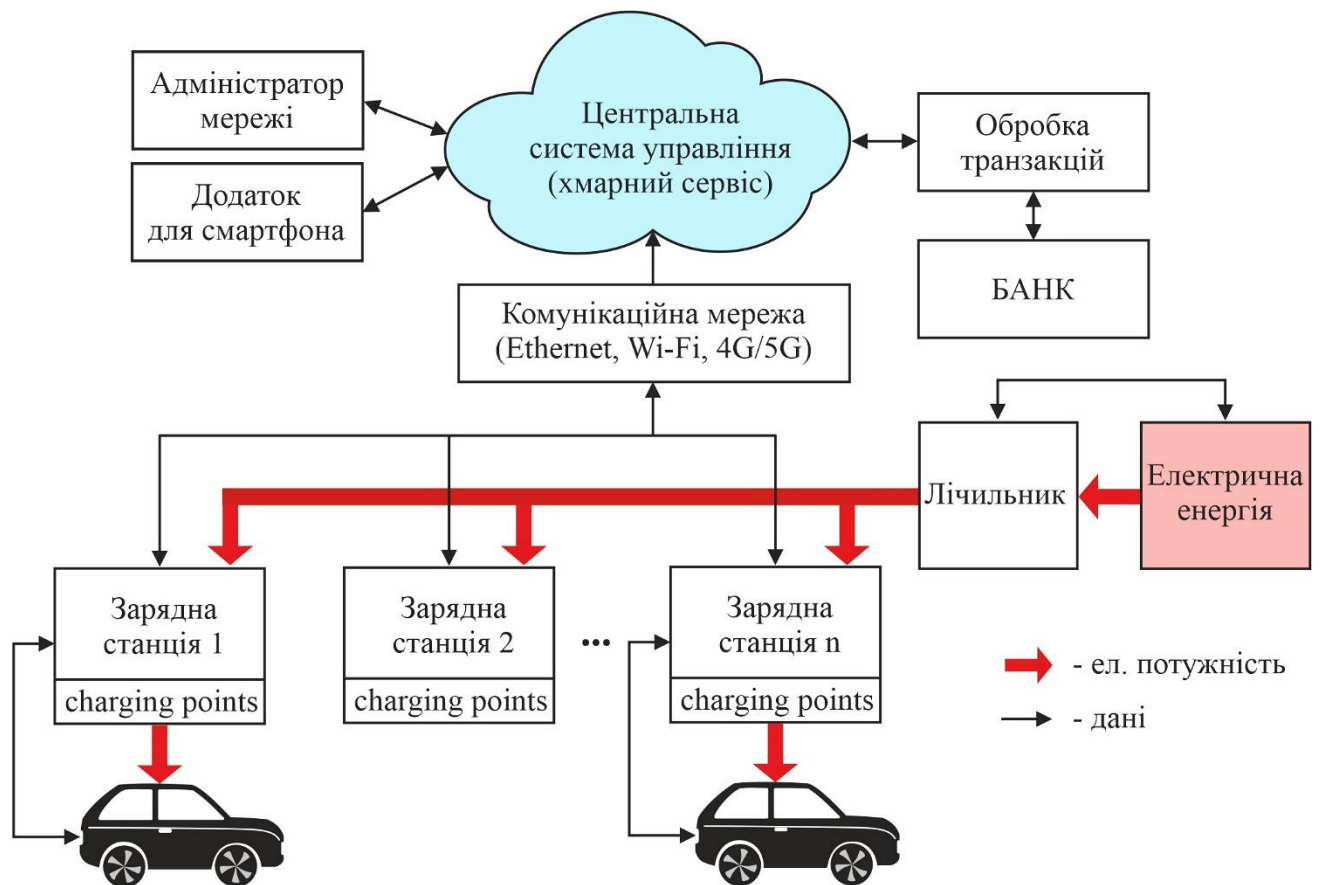 Адміністратор
мережі
Додаток
для смартфона
Центральна
система управління
(хмарний сервіс)
Обробка
транзакцій
БАНК
Комунікаційна мережа
(Ethernet, Wi-Fi, 4G/5G)
Лічильник
Електрична
енергія
Зарядна
станція 1
charging points
Зарядна
станція 2
charging points
...
Зарядна
станція n
charging points
- ел. потужність
- дані